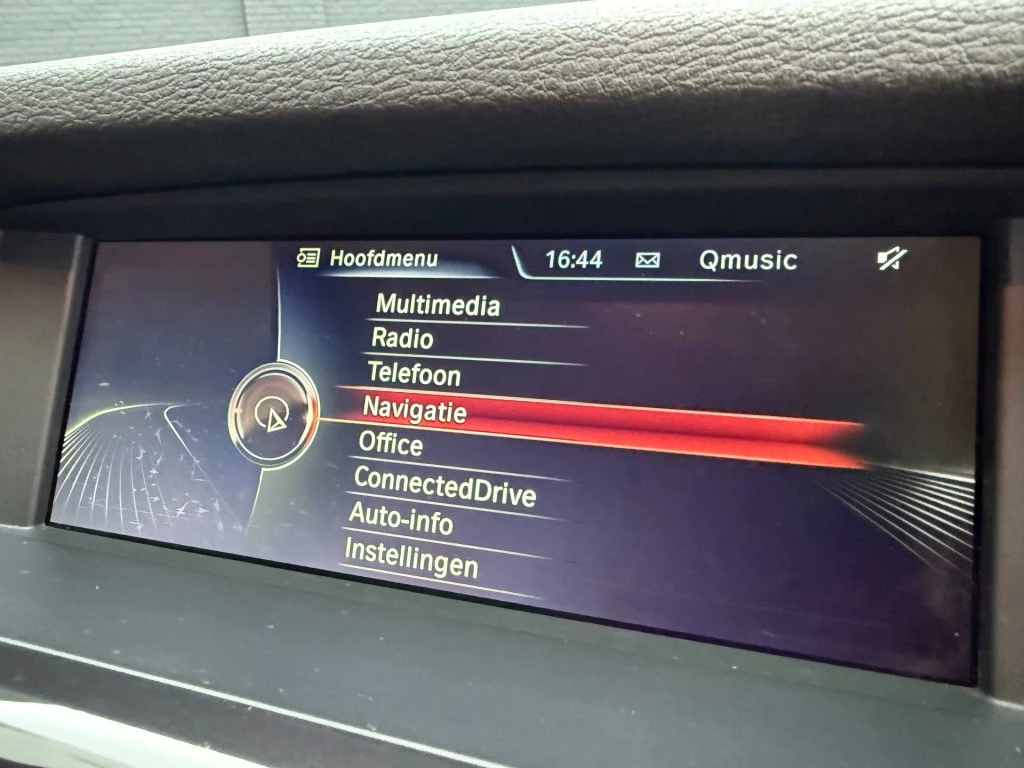 Hoofdmenu 16:44 Qmusic
Multimedia
Radio
Telefoon
Navigatie
Office
ConnectedDrive
Auto-info
Instellingen